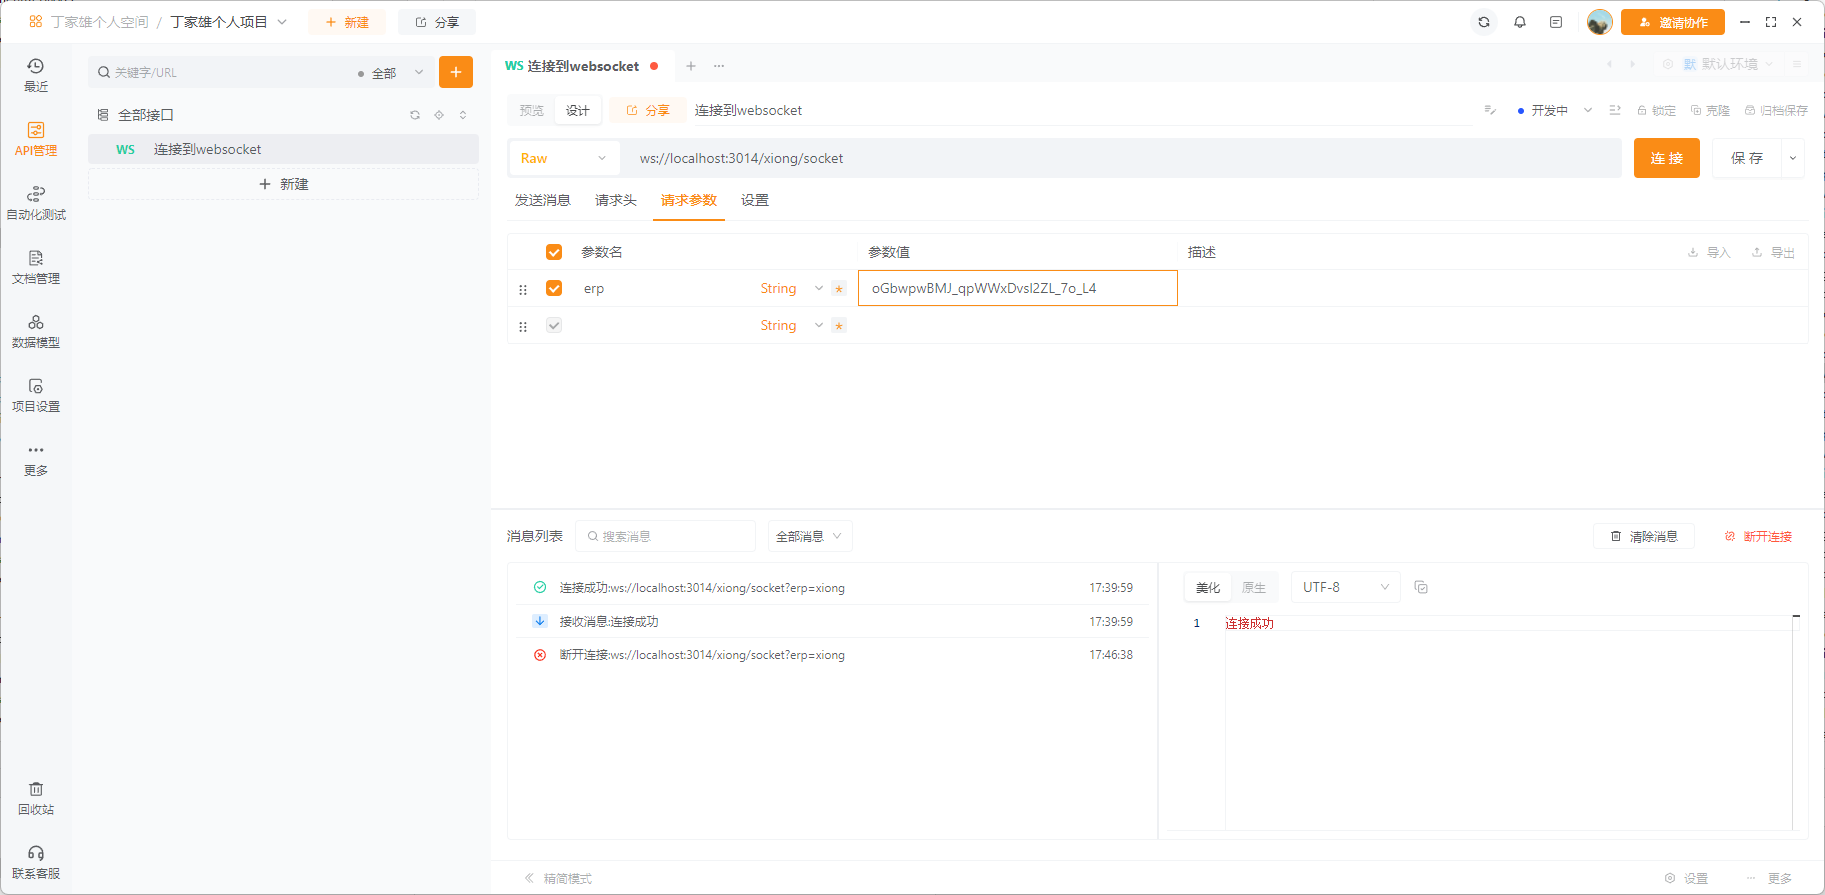 丁家雄个人空间 / 丁家雄个人项目
+ 新建
分享
邀请协作
最近
API管理
自动化测试
文档管理
数据模型
项目设置
更多
回收站
联系客服
关键字/URL
全部
+
全部接口
WS 连接到websocket
+ 新建
WS 连接到websocket
+ ···
默 默认环境
预览 设计 分享 连接到websocket
开发中
锁定 克隆 归档保存
Raw ws://localhost:3014/xiong/socket
连 接 保 存
发送消息 请求头 请求参数 设置
参数名 参数值 描述 导入 导出
erp String * oGbwpwBMJ_qpWWxDvsI2ZL_7o_L4
String *
消息列表 搜索消息 全部消息 清除消息 断开连接
连接成功:ws://localhost:3014/xiong/socket?erp=xiong 17:39:59
接收消息:连接成功 17:39:59
断开连接:ws://localhost:3014/xiong/socket?erp=xiong 17:46:38
美化 原生 UTF-8
1 连接成功
精简模式
设置 ··· 更多